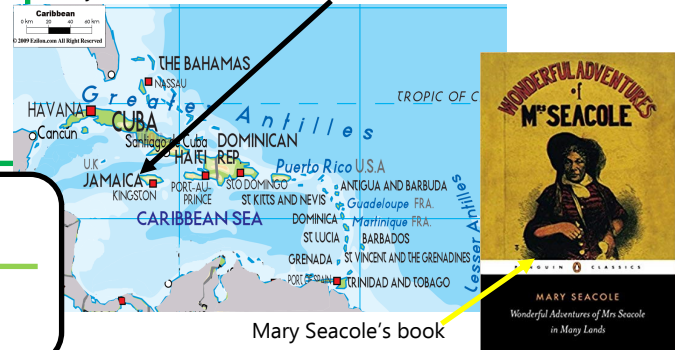 Caribbean
0 km 20 40 60 km
© 2009 Ezilon.com All Right Reserved
THE BAHAMAS
NASSAU
Greater Antilles
TROPIC OF C
HAVANA
CUBA
Cancun
Santiago de Cuba
DOMINICAN
HAITI REP.
U.K
Puerto Rico U.S.A
JAMAICA
PORT-AU-
PRINCE
STO DOMINGO
ANTIGUA AND BARBUDA
KINGSTON
ST KITTS AND NEVIS
Guadeloupe FRA.
CARIBBEAN SEA
DOMINICA
Martinique FRA.
ST LUCIA
BARBADOS
GRENADA
ST VINCENT AND THE GRENADINES
PORT OF SPAIN
TRINIDAD AND TOBAGO
Lesser Antilles
Mary Seacole's book
WONDERFUL ADVENTURES
of
MRS SEACOLE
PENGUIN CLASSICS
MARY SEACOLE
Wonderful Adventures of Mrs Seacole
in Many Lands